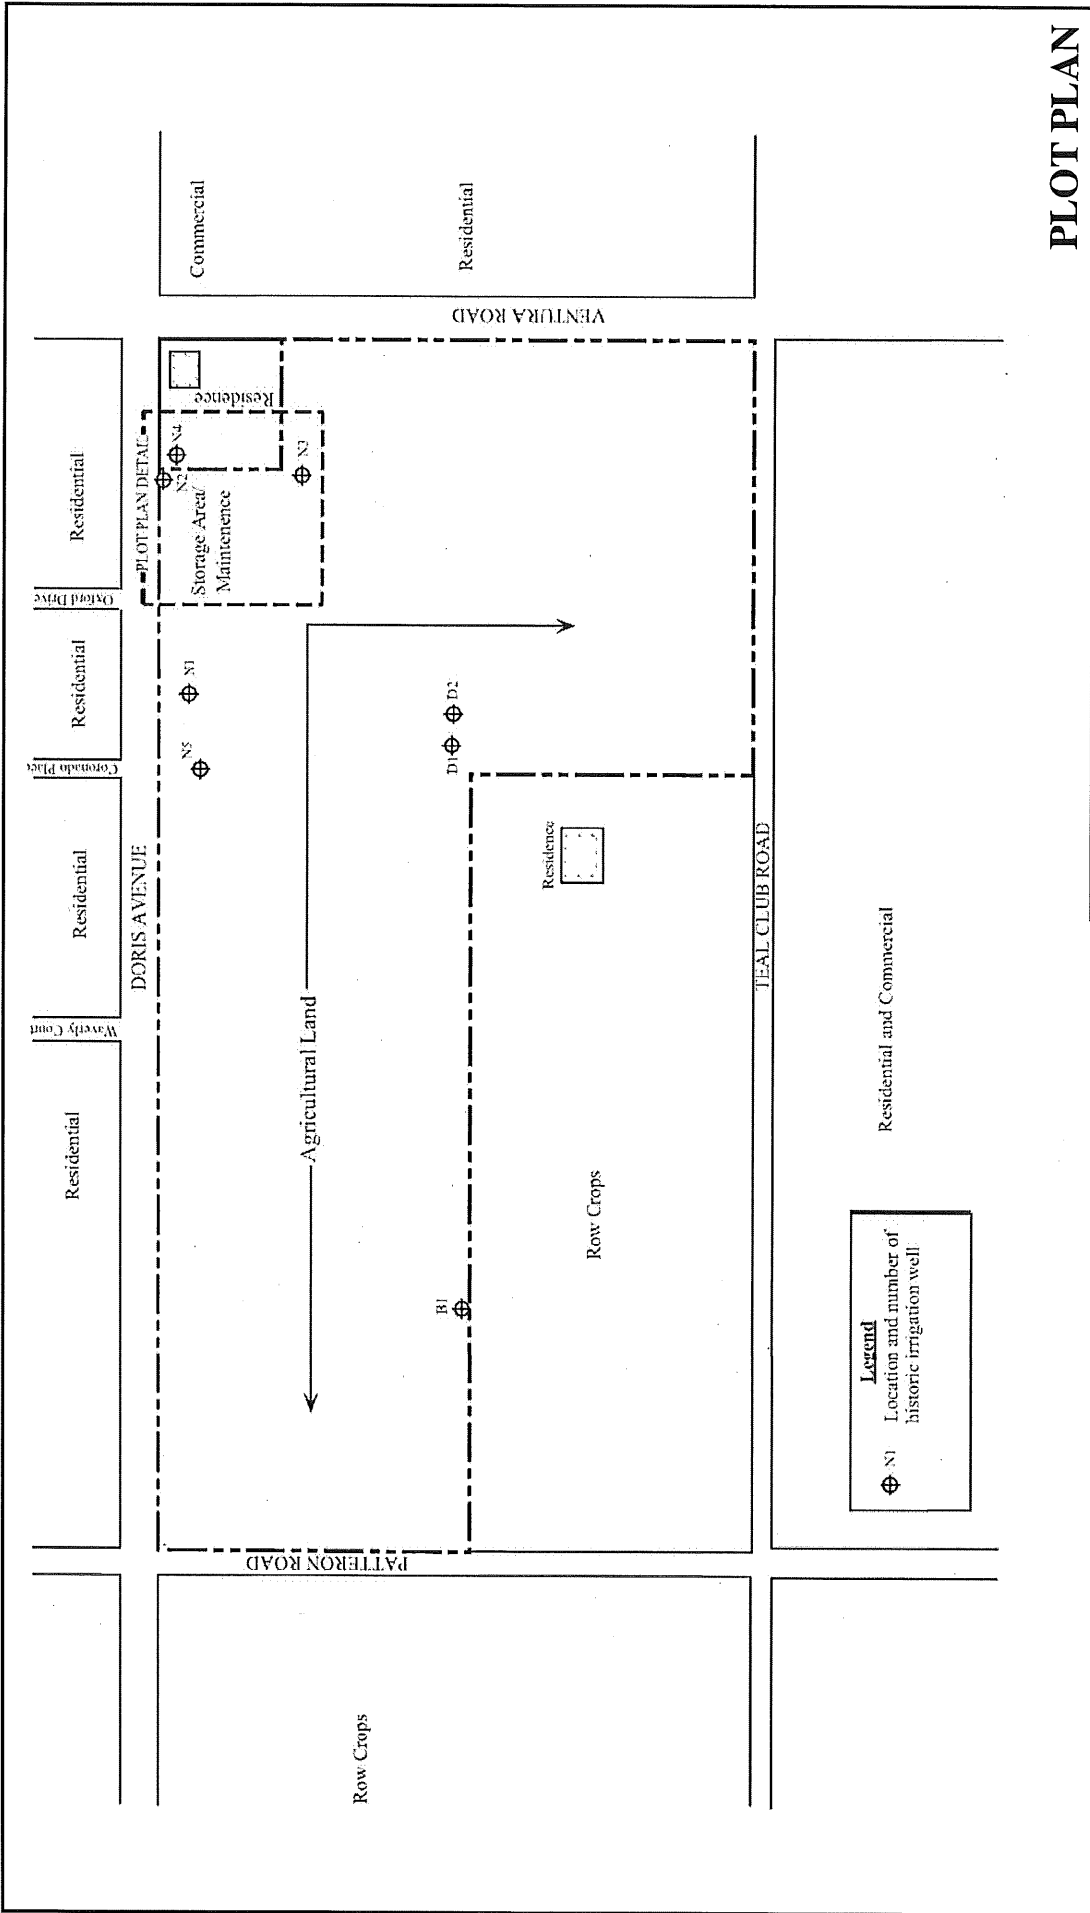 PLOT PLAN
Residential
Residential
Residential
Residential
Waverly Court
Coronado Place
Oxford Drive
DORIS AVENUE
PLOT PLAN DETAIL
N5
N1
N2
N4
N3
Storage Area/
Maintenence
Residence
Commercial
Residential
VENTURA ROAD
Agricultural Land
PATTERON ROAD
Row Crops
B1
D1
D2
Residence
Row Crops
TEAL CLUB ROAD
Residential and Commercial
Legend
N1 Location and number of
historic irrigation well